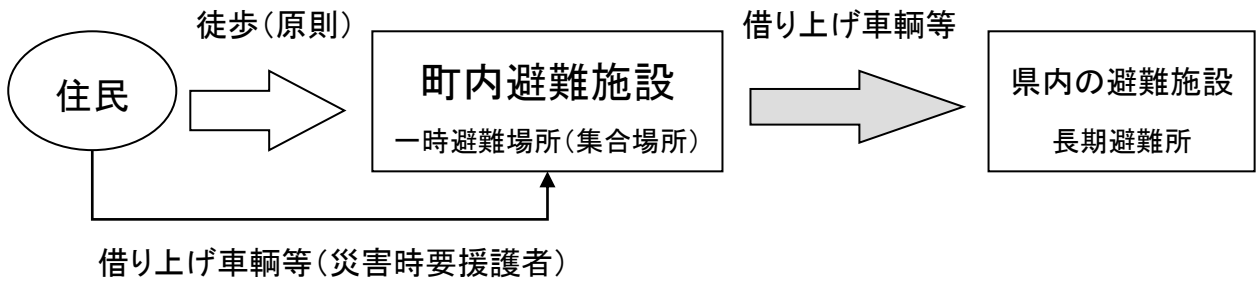 徒歩(原則)
借り上げ車輌等
住民
町内避難施設
一時避難場所(集合場所)
県内の避難施設
長期避難所
借り上げ車輌等(災害時要援護者)